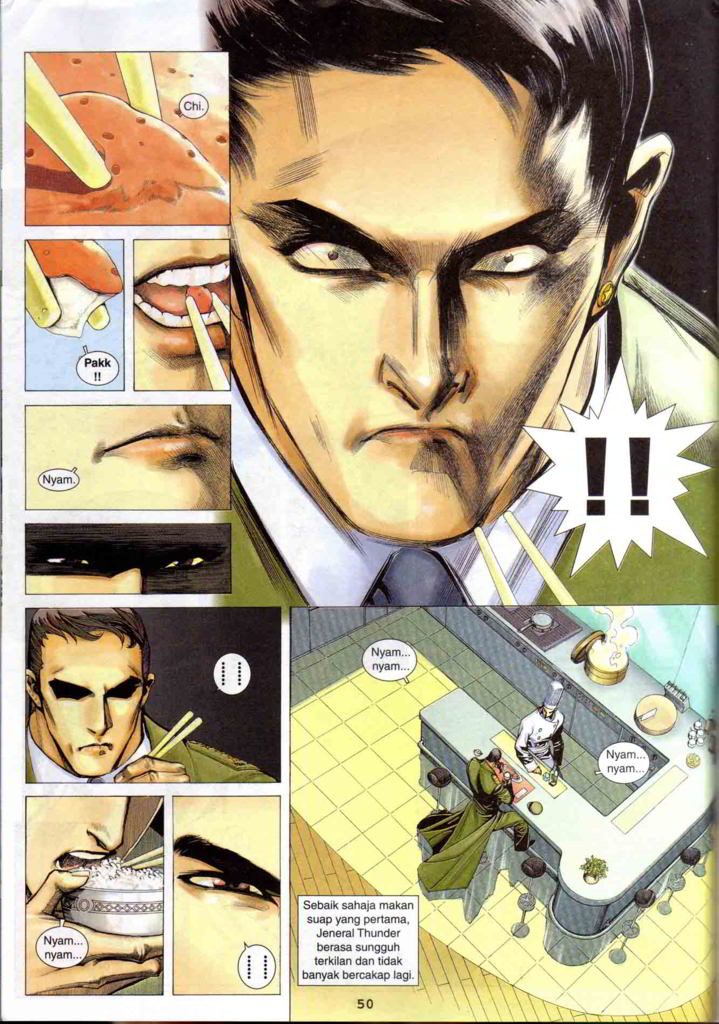 Chi.
Pakk
!!
Nyam.
!!
Nyam...
nyam...
Nyam...
nyam...
Nyam...
nyam...
Sebaik sahaja makan
suap yang pertama,
Jeneral Thunder
berasa sungguh
terkilan dan tidak
banyak bercakap lagi.
50